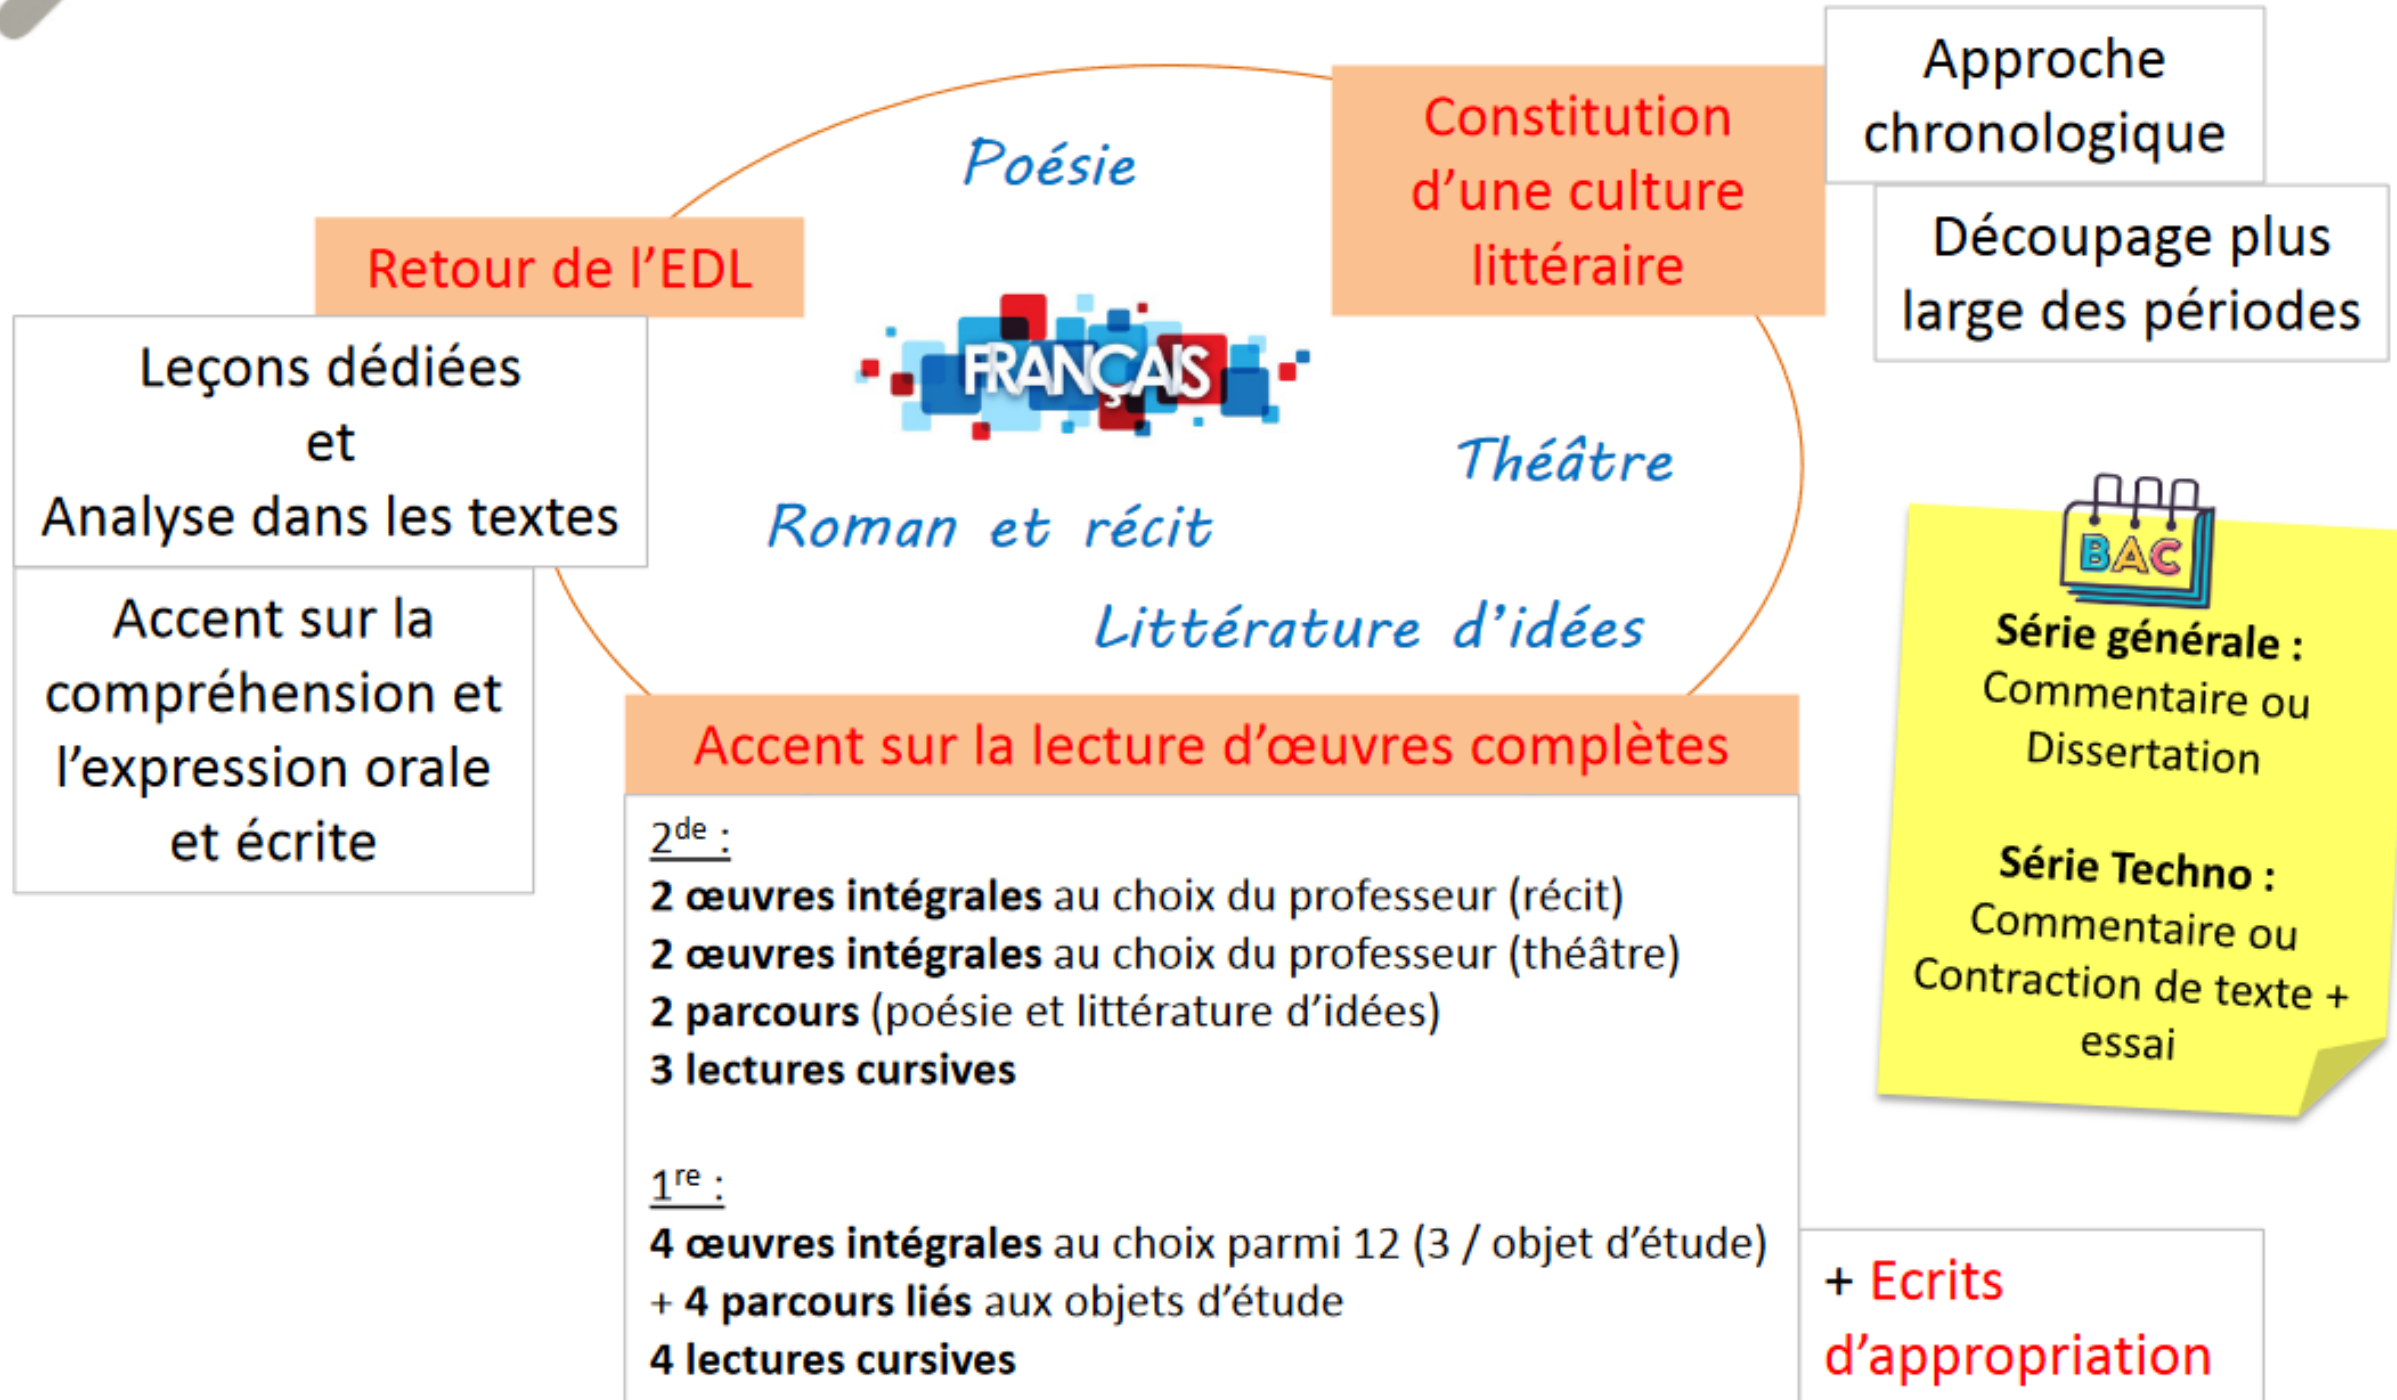 Poésie
FRANÇAIS
Théâtre
Roman et récit
Littérature d'idées
Retour de l'EDL
Leçons dédiées
et
Analyse dans les textes
Accent sur la
compréhension et
l'expression orale
et écrite
Constitution
d'une culture
littéraire
Approche
chronologique
Découpage plus
large des périodes
Accent sur la lecture d'œuvres complètes
2de :
2 œuvres intégrales au choix du professeur (récit)
2 œuvres intégrales au choix du professeur (théâtre)
2 parcours (poésie et littérature d'idées)
3 lectures cursives
1re :
4 œuvres intégrales au choix parmi 12 (3 / objet d'étude)
+ 4 parcours liés aux objets d'étude
4 lectures cursives
+ Ecrits
d'appropriation
BAC
Série générale :
Commentaire ou
Dissertation
Série Techno :
Commentaire ou
Contraction de texte +
essai